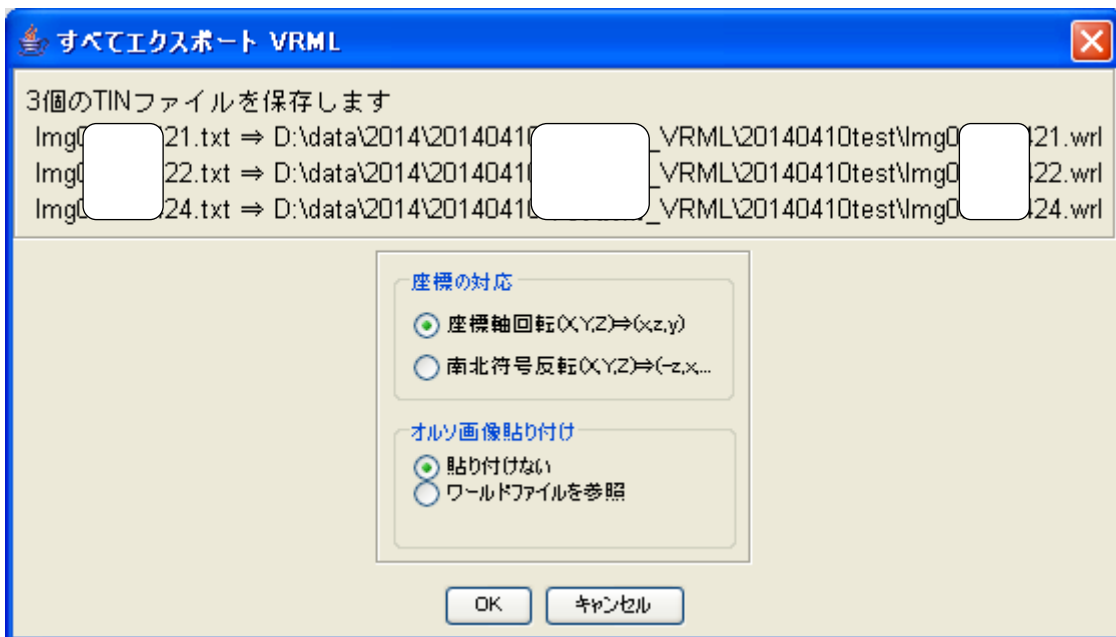 すべてエクスポート VRML
3個のTINファイルを保存します
Img0 21.txt ⇒ D:\data\2014\2014041 _VRML\20140410test\Img0 421.wrl
Img0 22.txt ⇒ D:\data\2014\2014041 _VRML\20140410test\Img0 422.wrl
Img0 24.txt ⇒ D:\data\2014\2014041 _VRML\20140410test\Img0 424.wrl
座標の対応
座標軸回転(X,Y,Z)⇒(x,z,y)
南北符号反転(X,Y,Z)⇒(-z,x,...
オルソ画像貼り付け
貼り付けない
ワールドファイルを参照
OK キャンセル